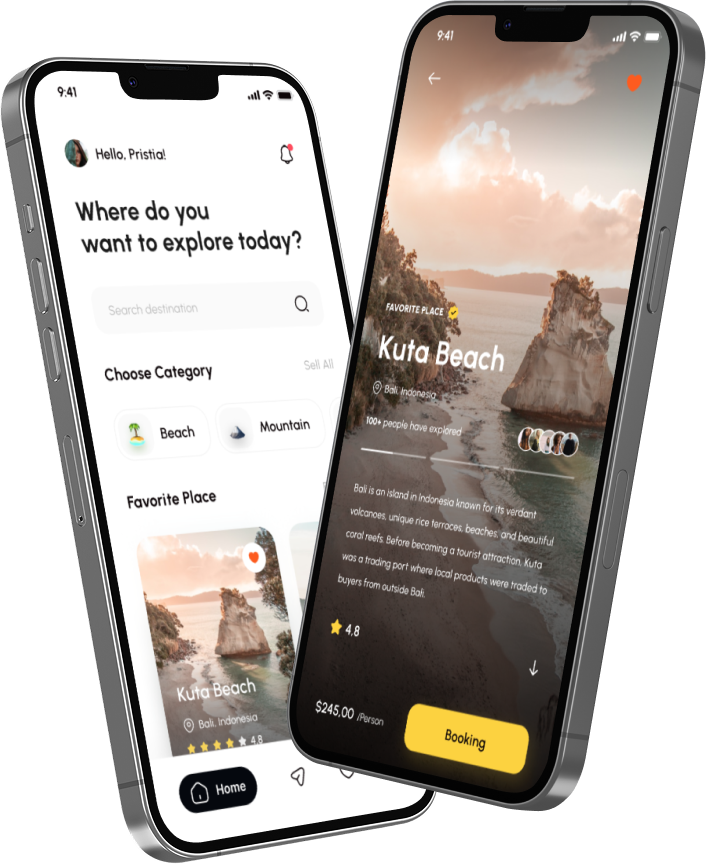 9:41
Hello, Pristia!
Where do you
want to explore today?
Search destination
Choose Category
Sell All
Beach
Mountain
Favorite Place
Kuta Beach
Bali, Indonesia
4.8
Home
9:41
FAVORITE PLACE
Kuta Beach
Bali, Indonesia
100+ people have explored
Bali is an island in Indonesia known for its verdant
volcanoes, unique rice terraces, beaches, and beautiful
coral reefs. Before becoming a tourist attraction, Kuta
was a trading port where local products were traded to
buyers from outside Bali.
4,8
$245,00 /Person
Booking